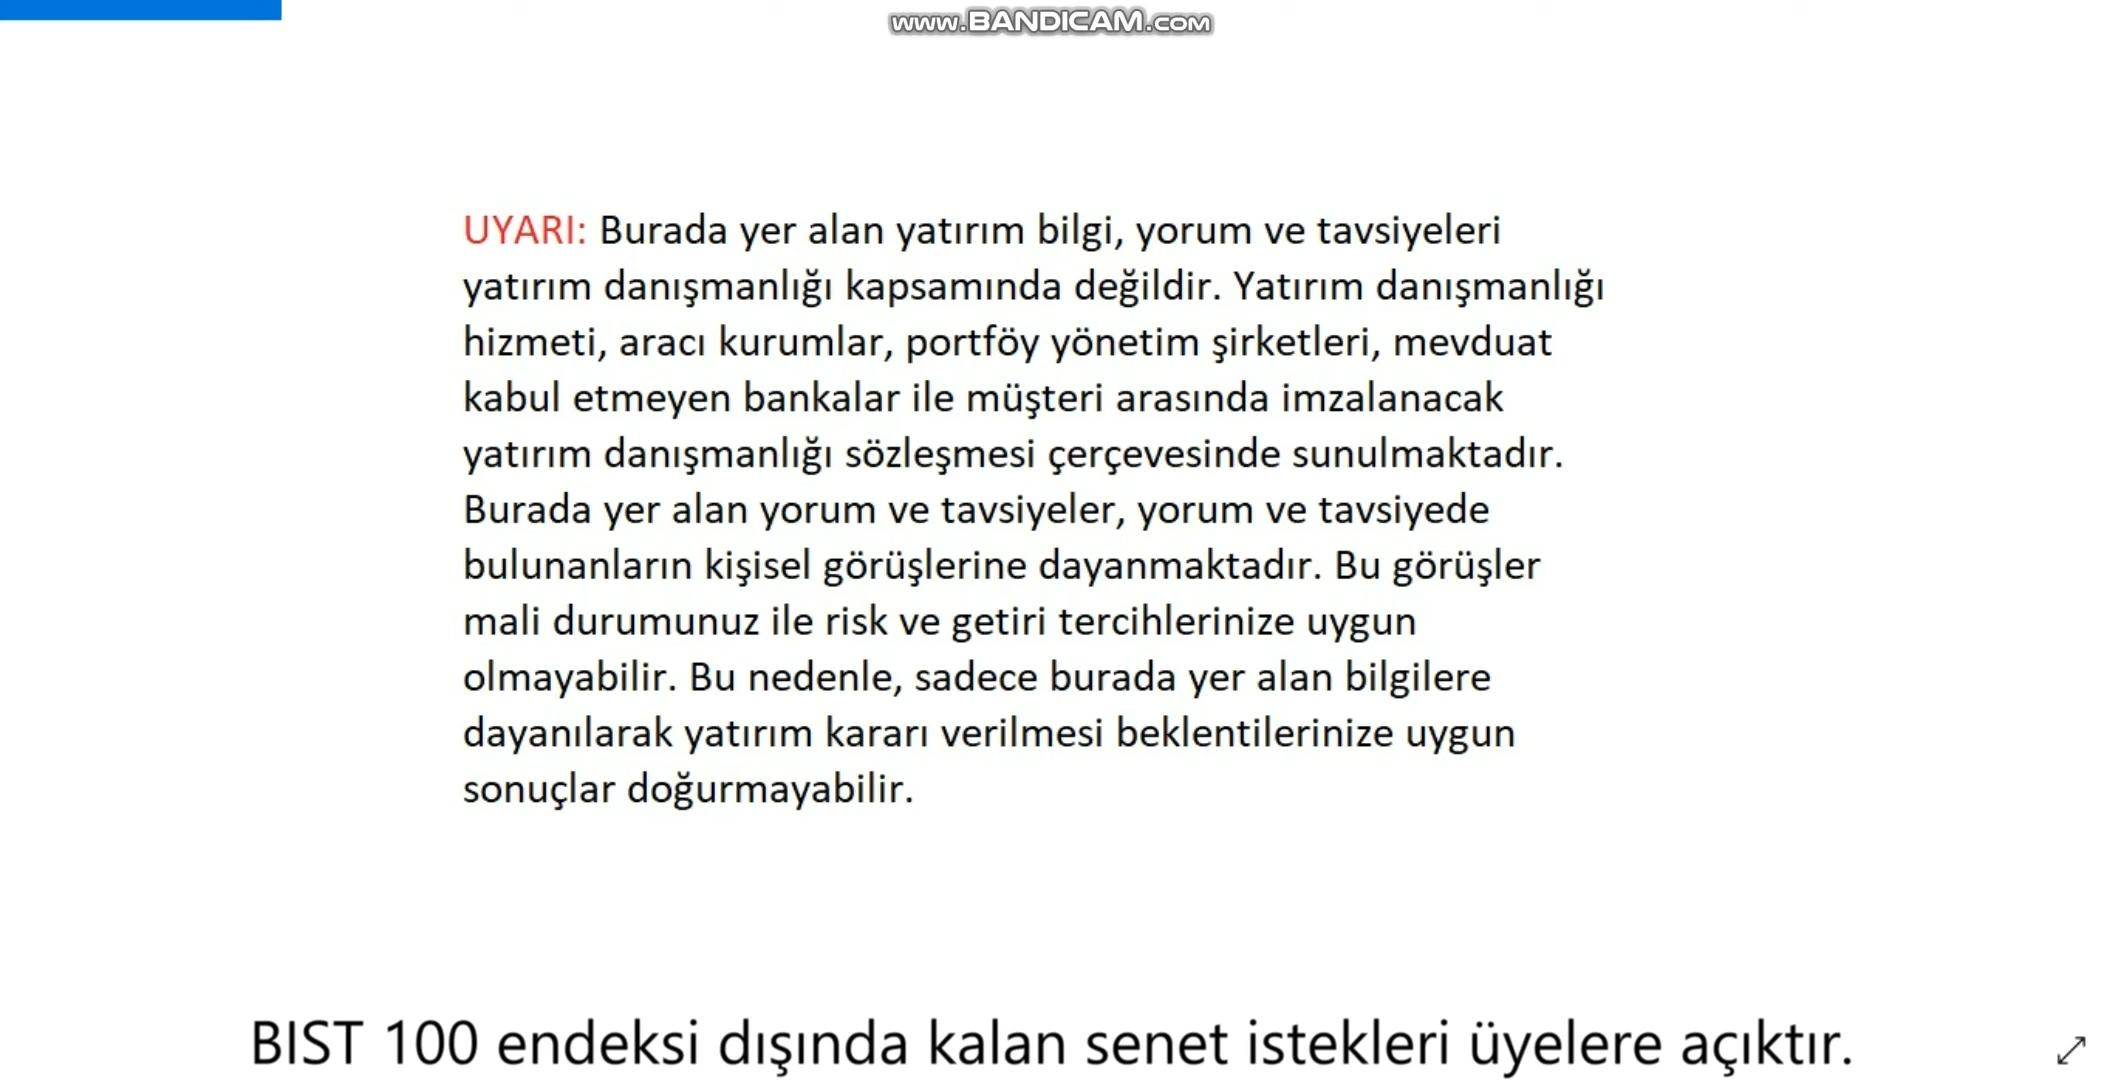 www.BANDICAM.com
UYARI: Burada yer alan yatırım bilgi, yorum ve tavsiyeleri
yatırım danışmanlığı kapsamında değildir. Yatırım danışmanlığı
hizmeti, aracı kurumlar, portföy yönetim şirketleri, mevduat
kabul etmeyen bankalar ile müşteri arasında imzalanacak
yatırım danışmanlığı sözleşmesi çerçevesinde sunulmaktadır.
Burada yer alan yorum ve tavsiyeler, yorum ve tavsiyede
bulunanların kişisel görüşlerine dayanmaktadır. Bu görüşler
mali durumunuz ile risk ve getiri tercihlerinize uygun
olmayabilir. Bu nedenle, sadece burada yer alan bilgilere
dayanılarak yatırım kararı verilmesi beklentilerinize uygun
sonuçlar doğurmayabilir.
BIST 100 endeksi dışında kalan senet istekleri üyelere açıktır.